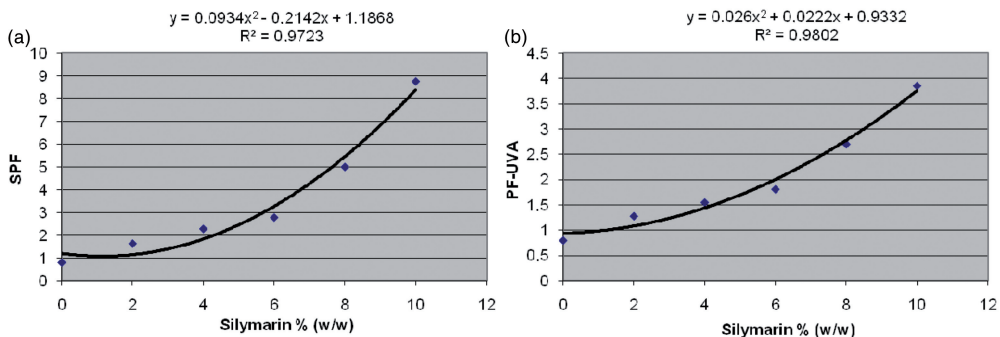 (a)
y = 0.0934x² - 0.2142x + 1.1868
R² = 0.9723
10
9
8
7
6
5
4
3
2
1
0
SPF
0 2 4 6 8 10 12
Silymarin % (w/w)
(b)
y = 0.026x² + 0.0222x + 0.9332
R² = 0.9802
4.5
4
3.5
3
2.5
2
1.5
1
0.5
0
PF-UVA
0 2 4 6 8 10 12
Silymarin % (w/w)